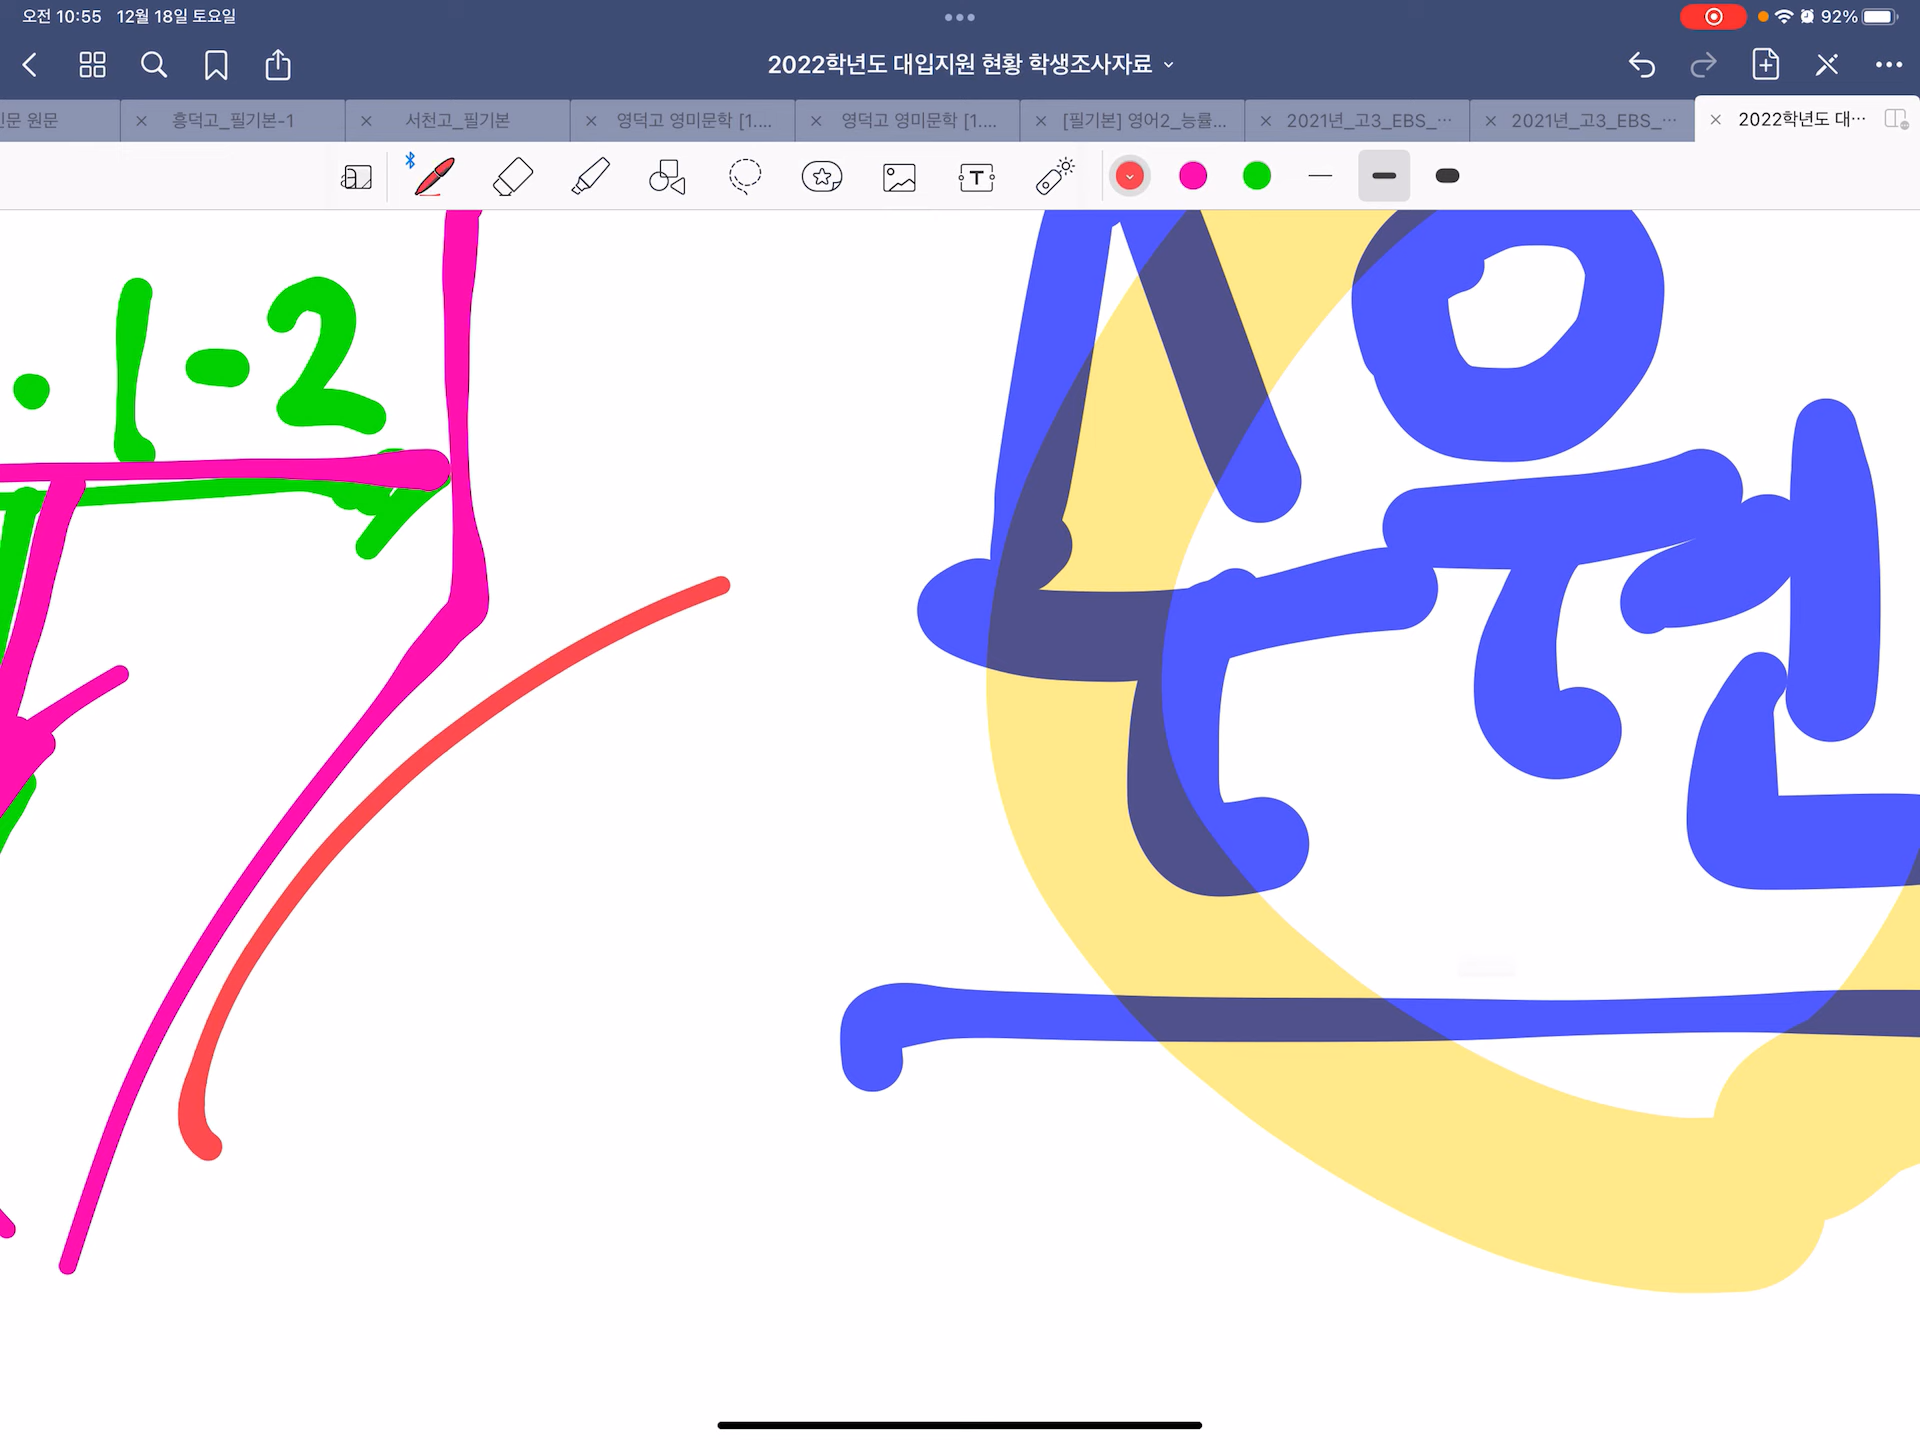 오전 10:55 12월 18일 토요일
92%
2022학년도 대입지원 현황 학생조사자료
원문
흥덕고_필기본-1
서천고_필기본
영덕고 영미문학 [1....
영덕고 영미문학 [1....
[필기본] 영어2_능률...
2021년_고3_EBS_...
2021년_고3_EBS_...
2022학년도 대...
. 1-2